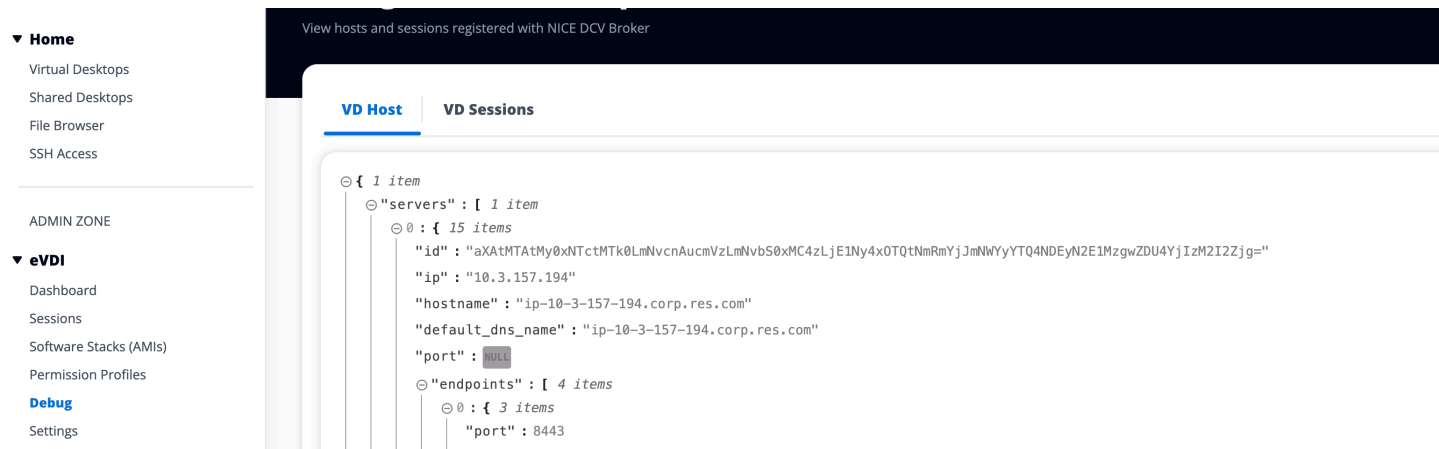 View hosts and sessions registered with NICE DCV Broker
Home
Virtual Desktops
Shared Desktops
File Browser
SSH Access
ADMIN ZONE
eVDI
Dashboard
Sessions
Software Stacks (AMIs)
Permission Profiles
Debug
Settings
VD Host
VD Sessions
{ 1 item
"servers" : [ 1 item
0 : { 15 items
"id" : "aXAtMTAtMy0xNTctMTk0LmNvcnAucmVzLmNvbS0xMC4zLjE1Ny4xOTQtNmRmYjJmNWYyYTQ4NDEyN2E1MzgwZDU4YjIzM2I2Zjg="
"ip" : "10.3.157.194"
"hostname" : "ip-10-3-157-194.corp.res.com"
"default_dns_name" : "ip-10-3-157-194.corp.res.com"
"port" : NULL
"endpoints" : [ 4 items
0 : { 3 items
"port" : 8443